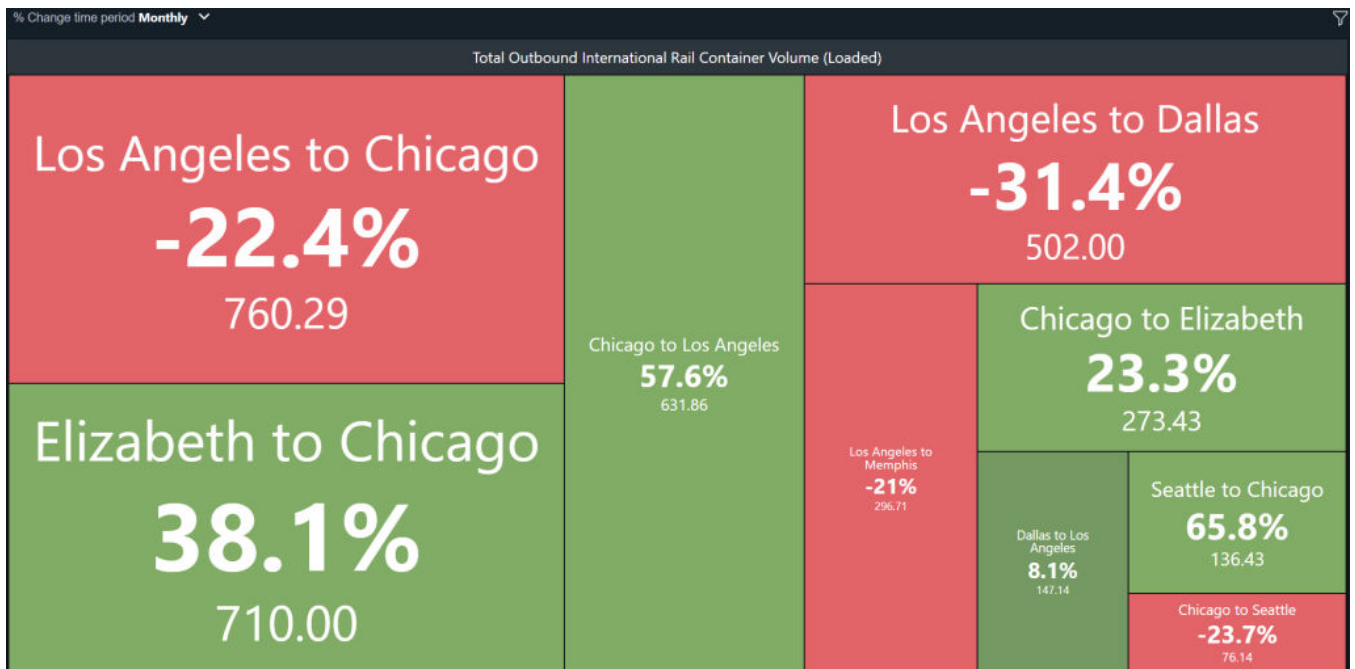 % Change time period Monthly
Total Outbound International Rail Container Volume (Loaded)
Los Angeles to Chicago
-22.4%
760.29
Elizabeth to Chicago
38.1%
710.00
Chicago to Los Angeles
57.6%
631.86
Los Angeles to Dallas
-31.4%
502.00
Los Angeles to
Memphis
-21%
296.71
Chicago to Elizabeth
23.3%
273.43
Dallas to Los
Angeles
8.1%
147.14
Seattle to Chicago
65.8%
136.43
Chicago to Seattle
-23.7%
76.14